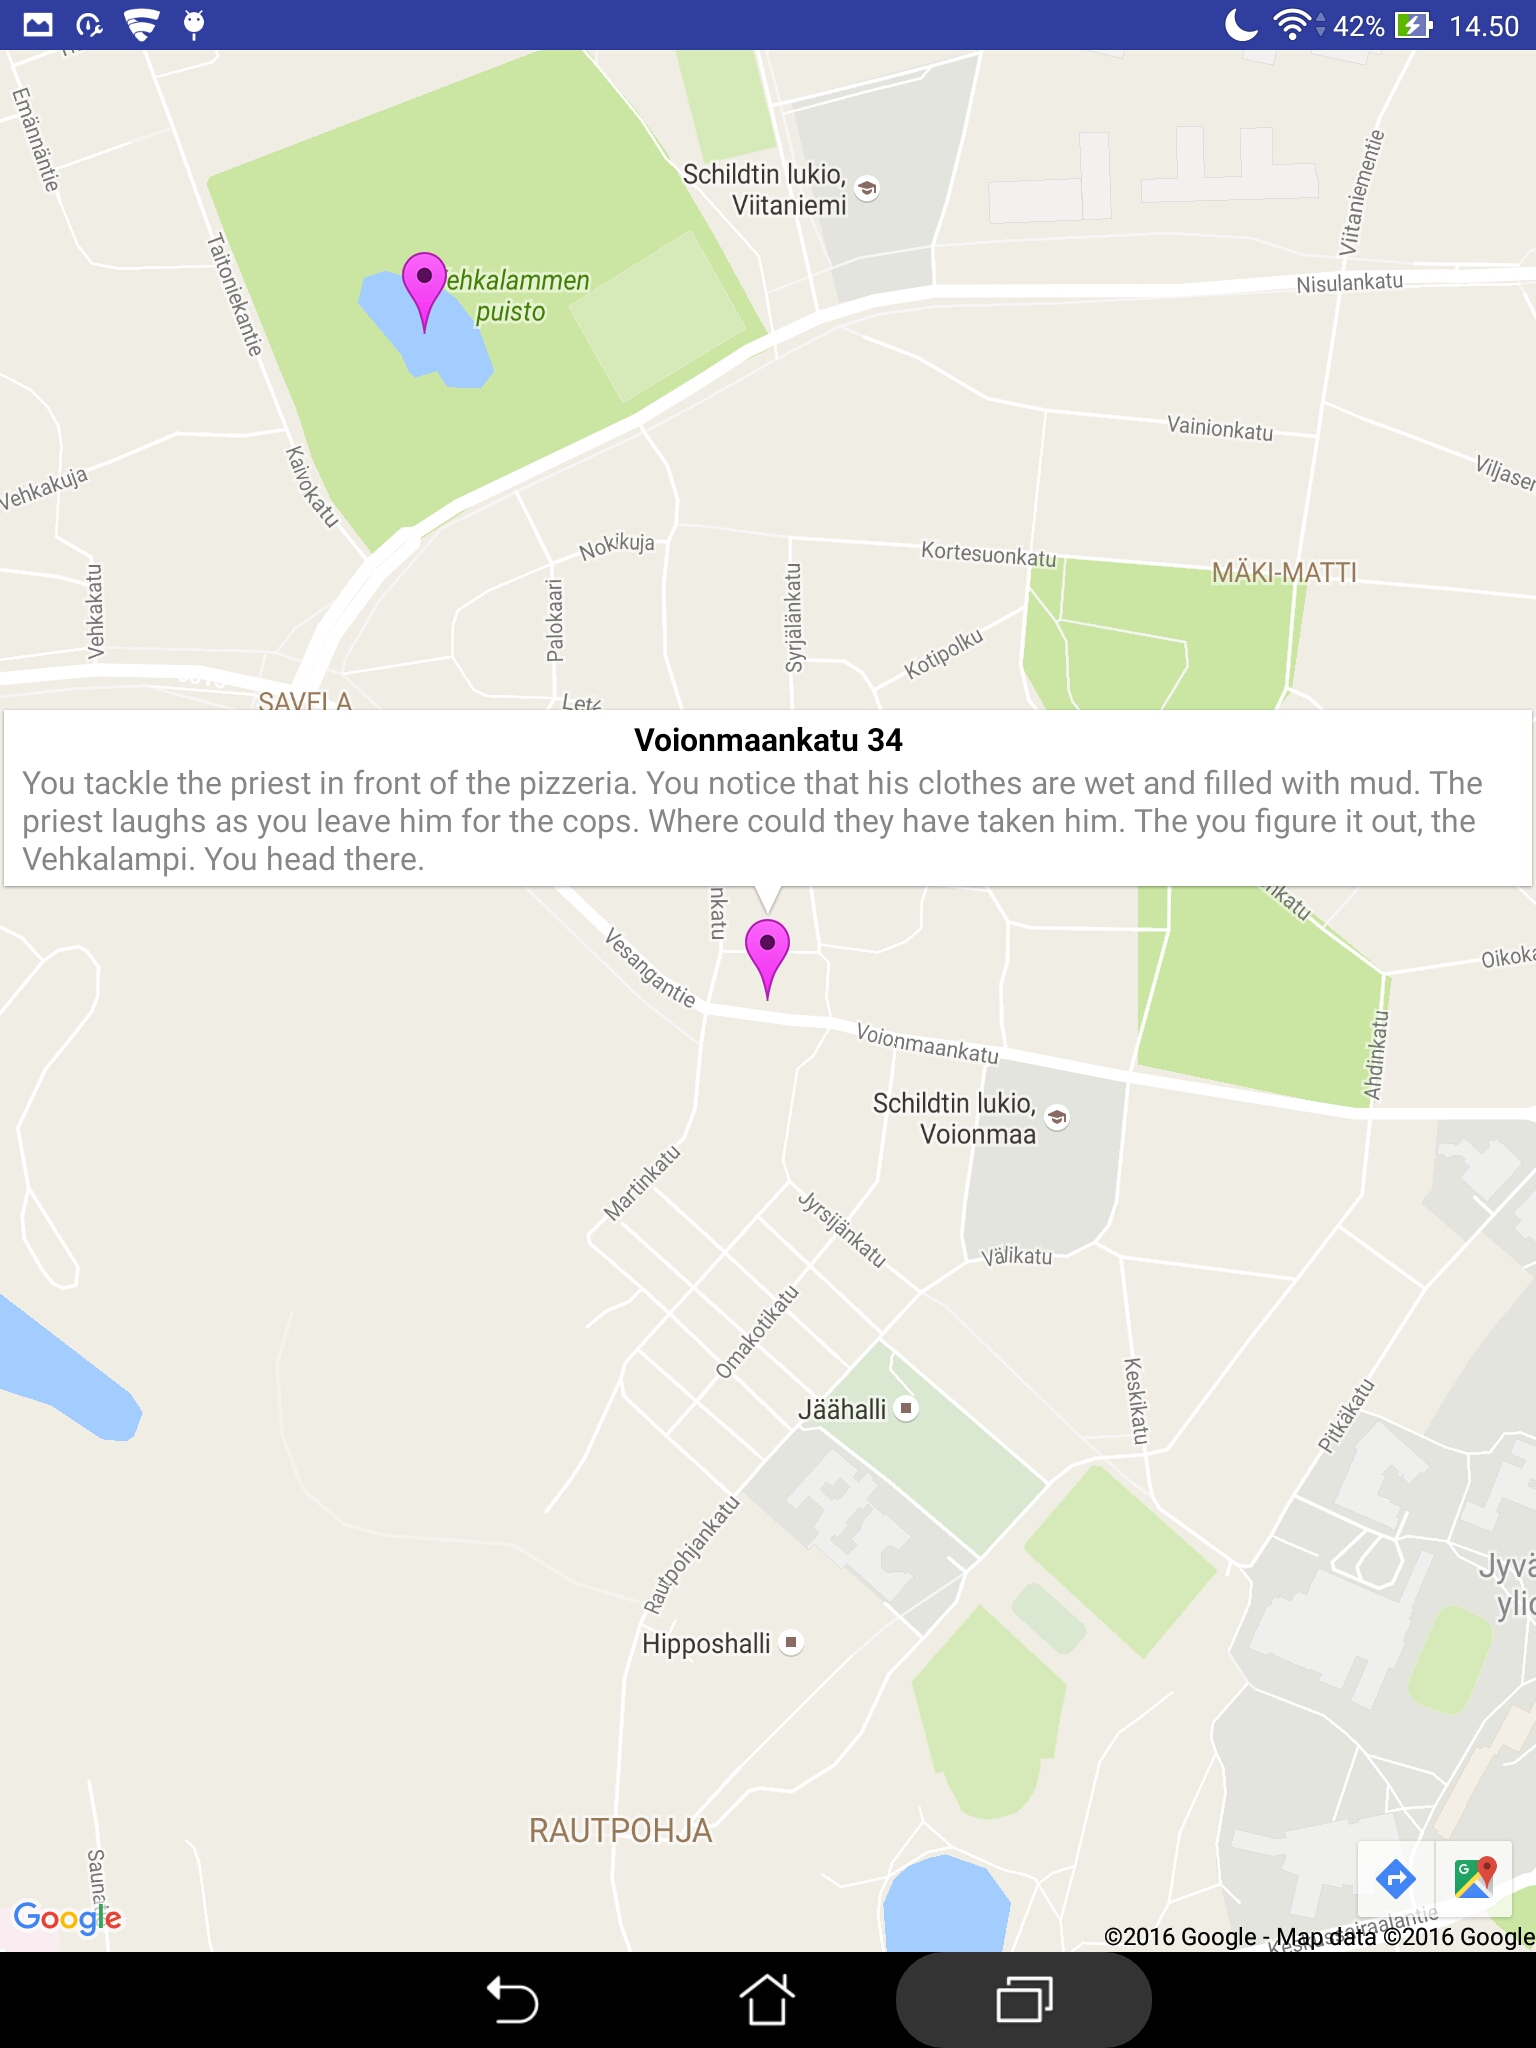 42% 14.50
Emännäntie
Schildtin lukio,
Viitaniemi
Viitaniementie
Taitoniekantie
ehkalammen
puisto
Nisulankatu
Vainionkatu
Kaivokatu
Vehkakuja
Nokikuja
Kortesuonkatu
MÄKI-MATTI
Vehkakatu
Palokaari
Syrjälänkatu
Kotipolku
SAVELA
Voionmaankatu 34
You tackle the priest in front of the pizzeria. You notice that his clothes are wet and filled with mud. The
priest laughs as you leave him for the cops. Where could they have taken him. The you figure it out, the
Vehkalampi. You head there.
nkatu
nkatu
Vesangantie
Oikoka
Voionmaankatu
Ahdinkatu
Schildtin lukio,
Voionmaa
Martinkatu
Jyrsijänkatu
Välikatu
Omakotikatu
Keskikatu
Pitkäkatu
Jäähalli
Rautpohjankatu
Jyvä
ylio
Hipposhalli
RAUTPOHJA
Google
Keskussairaalantie
©2016 Google - Map data ©2016 Google